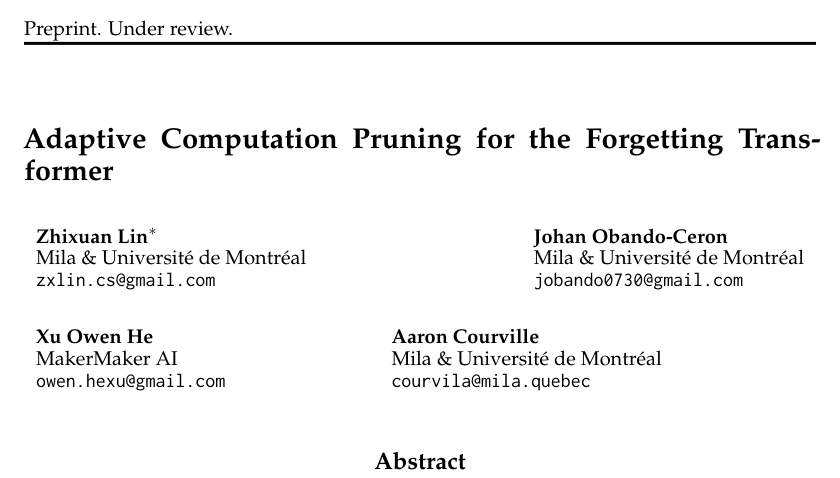 Preprint. Under review.
Adaptive Computation Pruning for the Forgetting Trans-
former
Zhixuan Lin*
Mila & Université de Montréal
zxlin.cs@gmail.com
Johan Obando-Ceron
Mila & Université de Montréal
jobando0730@gmail.com
Xu Owen He
MakerMaker AI
owen.hexu@gmail.com
Aaron Courville
Mila & Université de Montréal
courvila@mila.quebec
Abstract